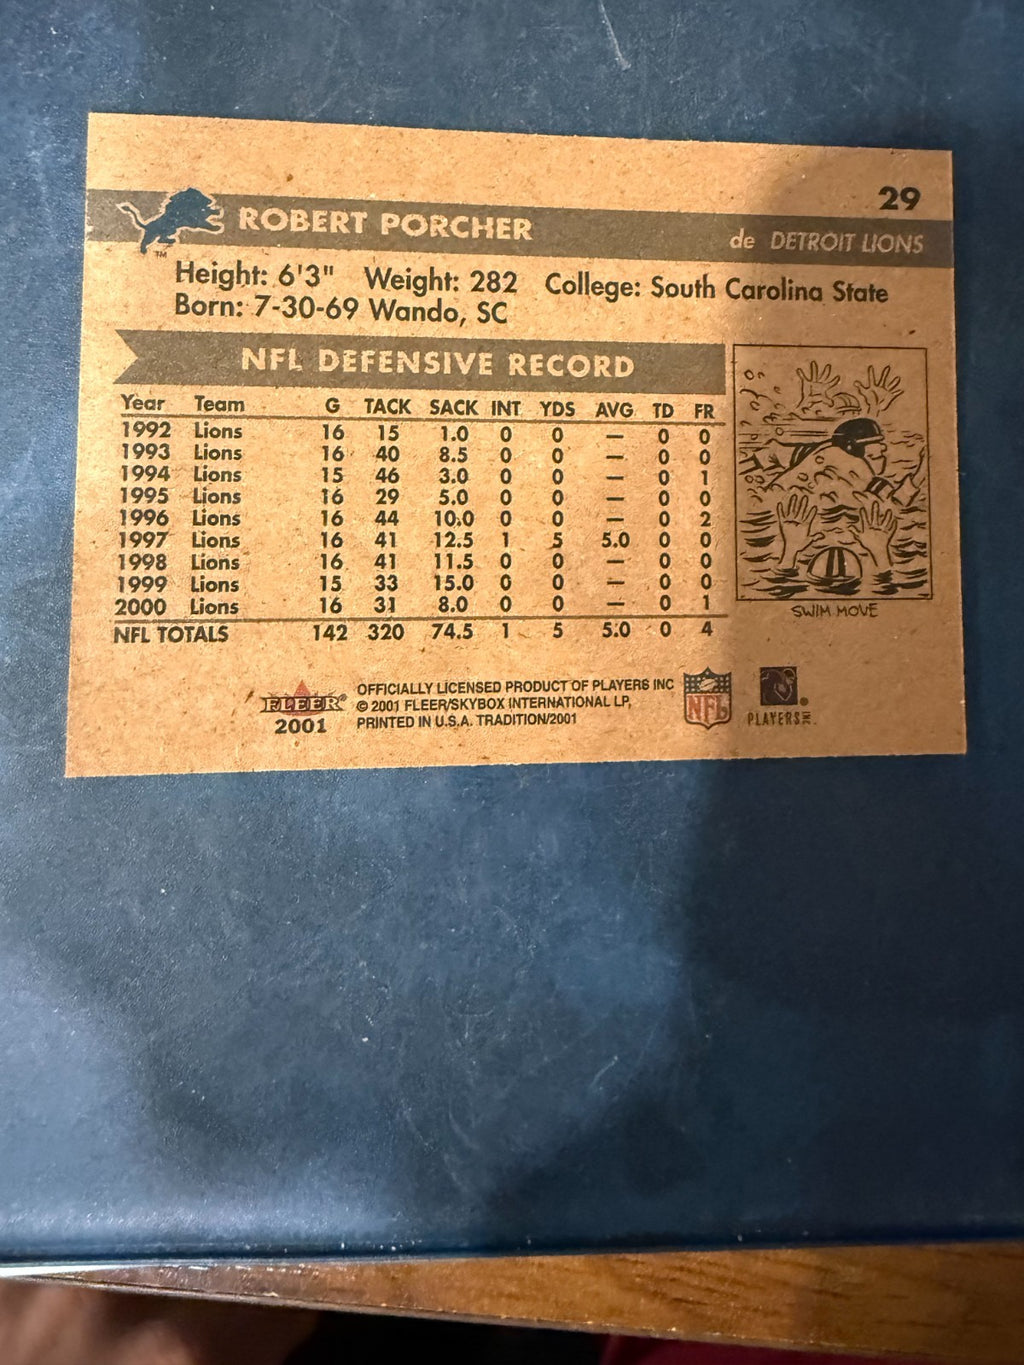 29
ROBERT PORCHER de DETROIT LIONS
TM
Height: 6'3" Weight: 282 College: South Carolina State
Born: 7-30-69 Wando, SC
NFL DEFENSIVE RECORD
Year Team G TACK SACK INT YDS AVG TD FR
1992 Lions 16 15 1.0 0 0 — 0 0
1993 Lions 16 40 8.5 0 0 — 0 0
1994 Lions 15 46 3.0 0 0 — 0 1
1995 Lions 16 29 5.0 0 0 — 0 0
1996 Lions 16 44 10.0 0 0 — 0 2
1997 Lions 16 41 12.5 1 5 5.0 0 0
1998 Lions 16 41 11.5 0 0 — 0 0
1999 Lions 15 33 15.0 0 0 — 0 0
2000 Lions 16 31 8.0 0 0 — 0 1
NFL TOTALS 142 320 74.5 1 5 5.0 0 4
SWIM MOVE
FLEER®
2001
OFFICIALLY LICENSED PRODUCT OF PLAYERS INC
© 2001 FLEER/SKYBOX INTERNATIONAL LP,
PRINTED IN U.S.A. TRADITION/2001
NFL
PLAYERS INC